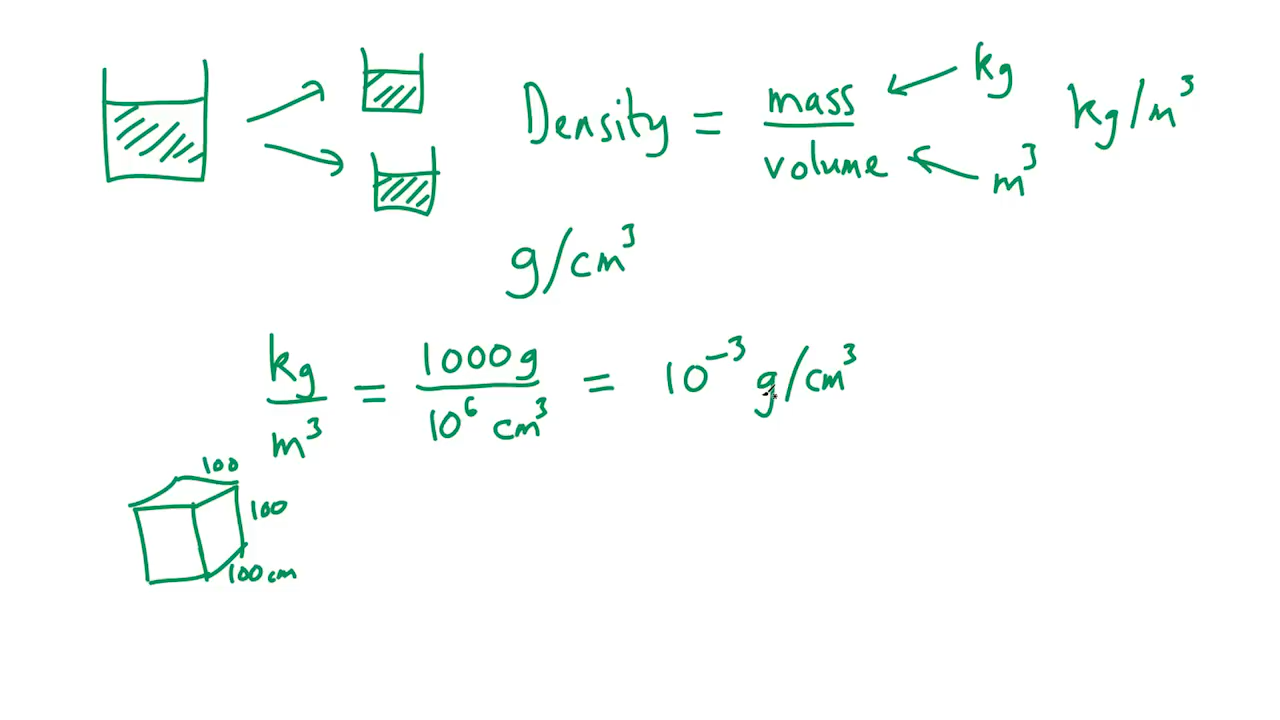 Density = mass / volume
kg
m³
kg/m³
g/cm³
kg / m³ = 1000g / 10⁶ cm³ = 10⁻³ g/cm³
100
100
100cm